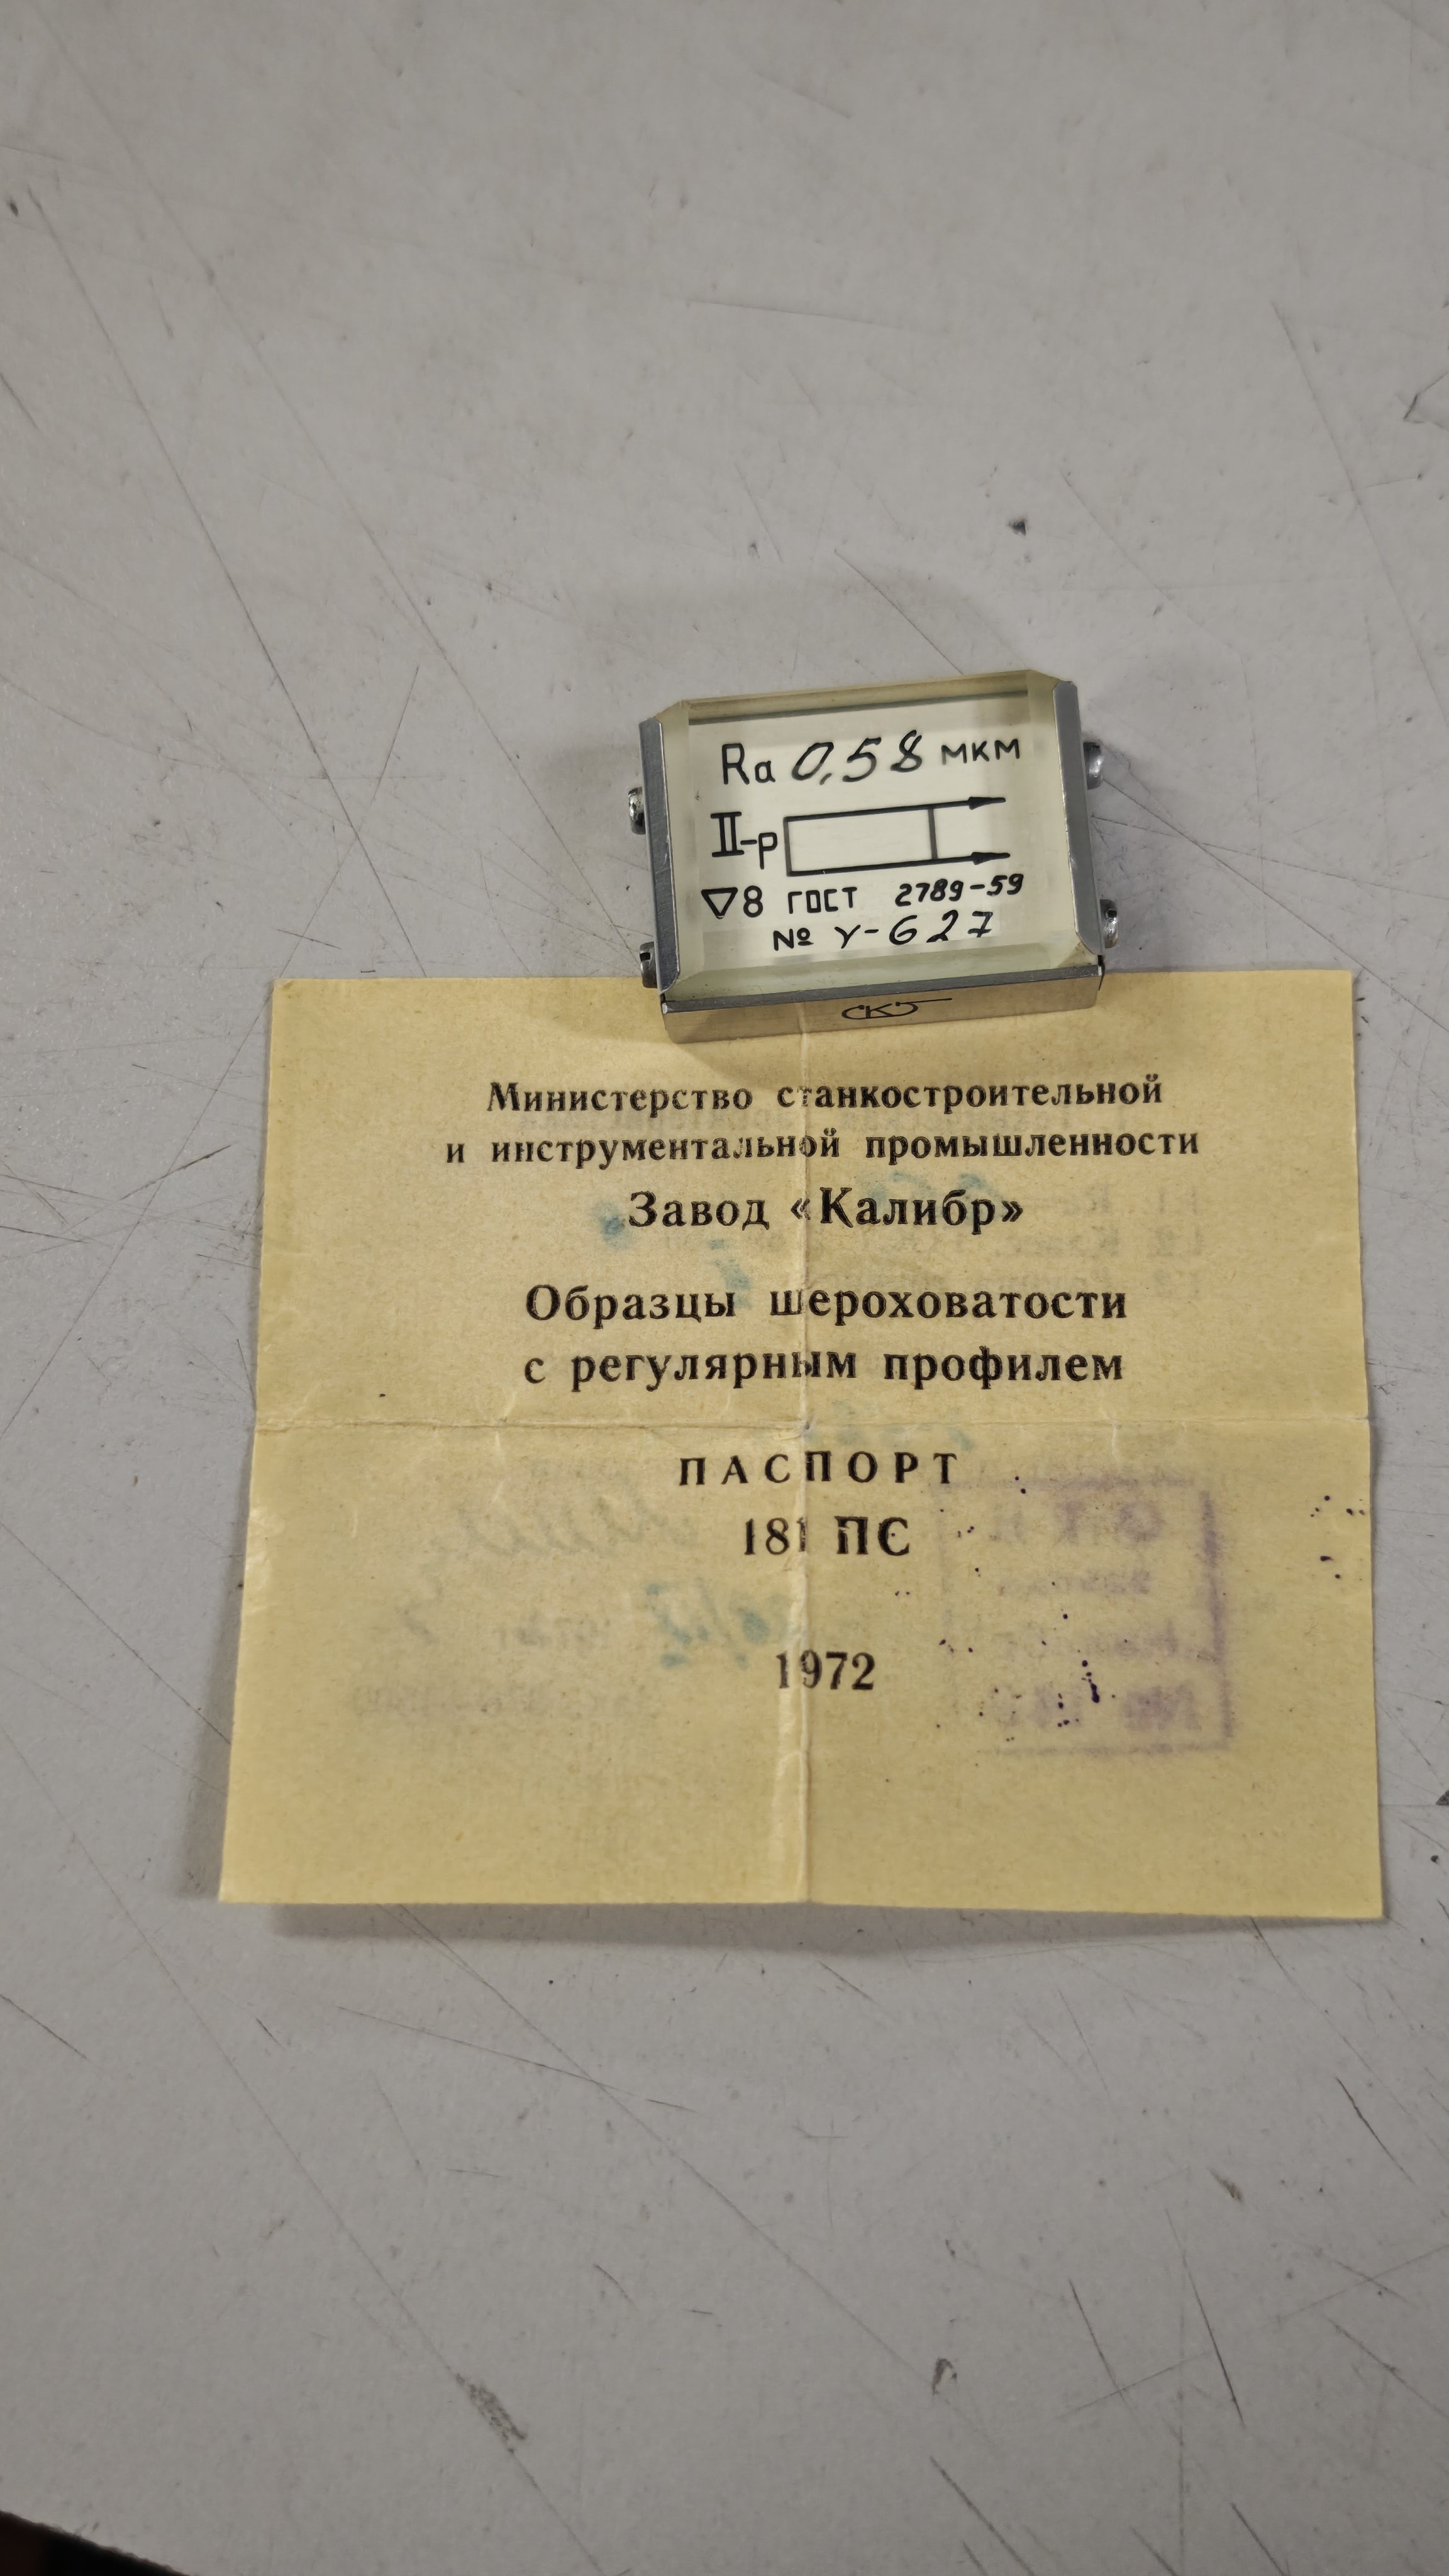 Ra 0,58 мкм
II-р
▽8 ГОСТ 2789-59
№ У-627
Министерство станкостроительной
и инструментальной промышленности
Завод «Калибр»
Образцы шероховатости
с регулярным профилем
ПАСПОРТ
181 ПС
1972